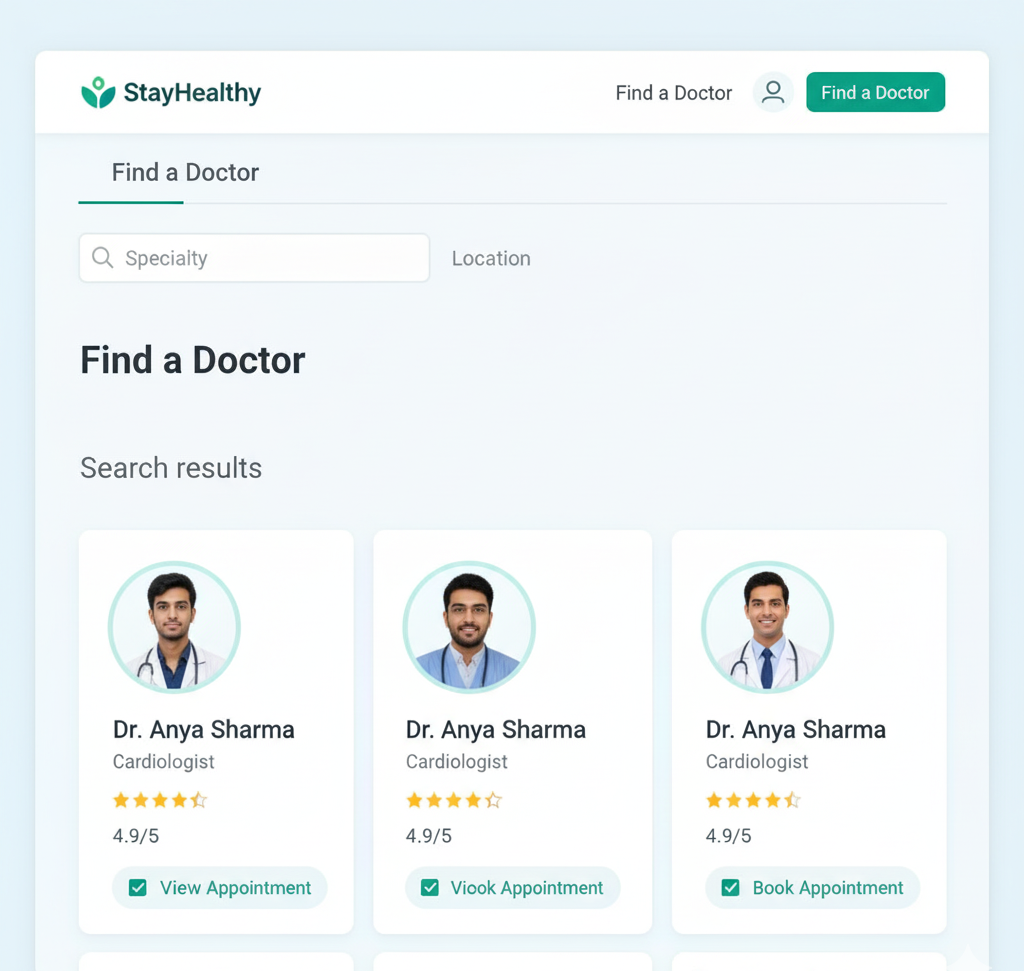 StayHealthy
Find a Doctor
Find a Doctor
Find a Doctor
Specialty
Location
Find a Doctor
Search results
Dr. Anya Sharma
Cardiologist
4.9/5
View Appointment
Dr. Anya Sharma
Cardiologist
4.9/5
Viook Appointment
Dr. Anya Sharma
Cardiologist
4.9/5
Book Appointment